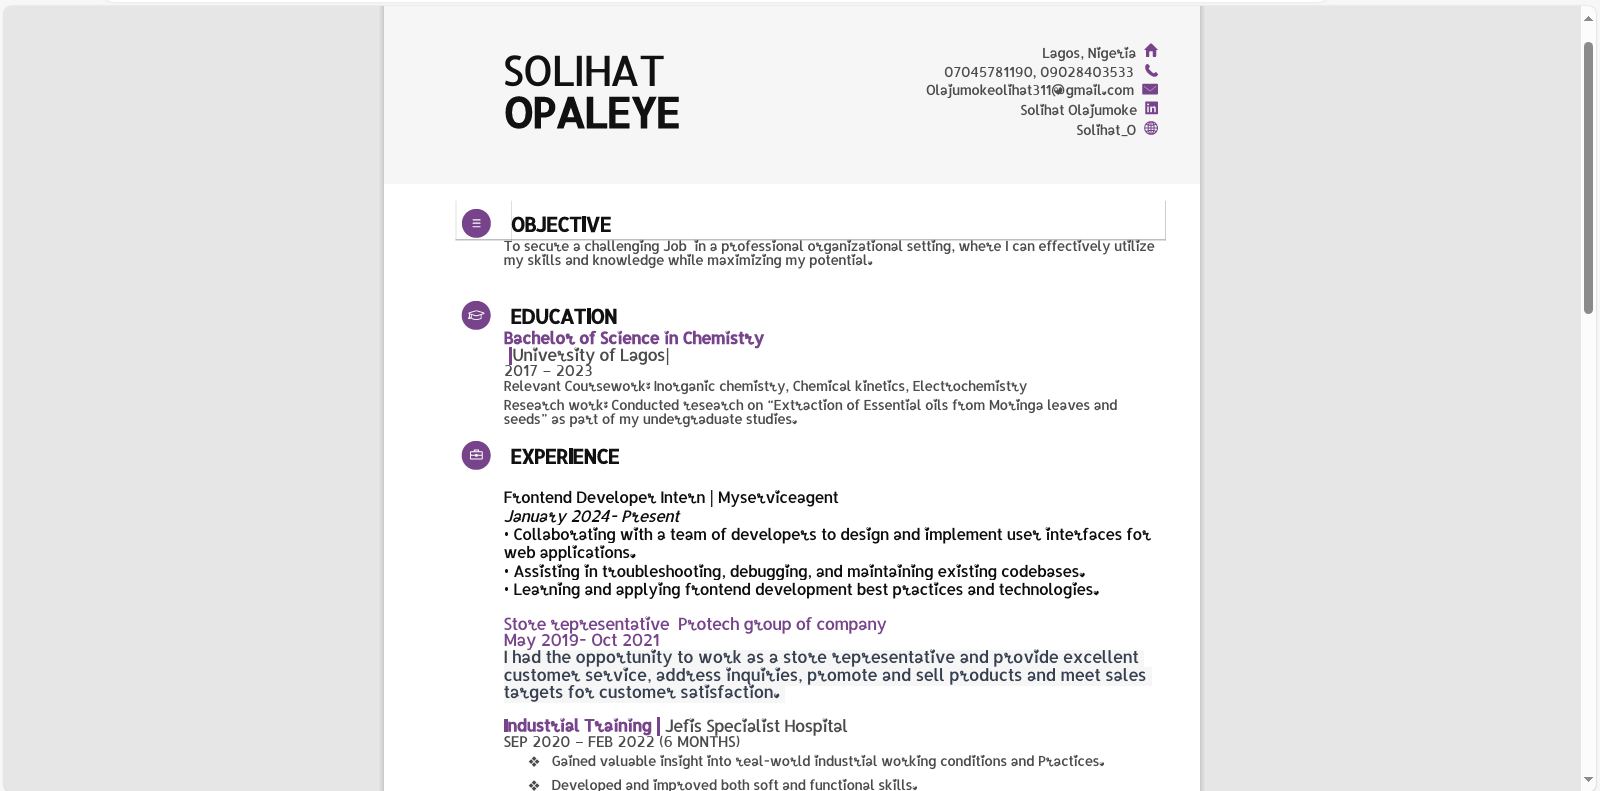 SOLIHAT
OPALEYE
Lagos, Nigeria
07045781190, 09028403533
Olajumokeolihat311@gmail.com
Solihat Olajumoke
Solihat_O
OBJECTIVE
To secure a challenging Job  in a professional organizational setting, where I can effectively utilize
my skills and knowledge while maximizing my potential.
EDUCATION
Bachelor of Science in Chemistry
|University of Lagos|
2017 – 2023
Relevant Coursework: Inorganic chemistry, Chemical kinetics, Electrochemistry
Research work: Conducted research on “Extraction of Essential oils from Moringa leaves and
seeds” as part of my undergraduate studies.
EXPERIENCE
Frontend Developer Intern | Myserviceagent
January 2024- Present
• Collaborating with a team of developers to design and implement user interfaces for
web applications.
• Assisting in troubleshooting, debugging, and maintaining existing codebases.
• Learning and applying frontend development best practices and technologies.
Store representative  Protech group of company
May 2019- Oct 2021
I had the opportunity to work as a store representative and provide excellent
customer service, address inquiries, promote and sell products and meet sales
targets for customer satisfaction.
Industrial Training | Jefis Specialist Hospital
SEP 2020 – FEB 2022 (6 MONTHS)
❖ Gained valuable insight into real-world industrial working conditions and Practices.
❖ Developed and improved both soft and functional skills.